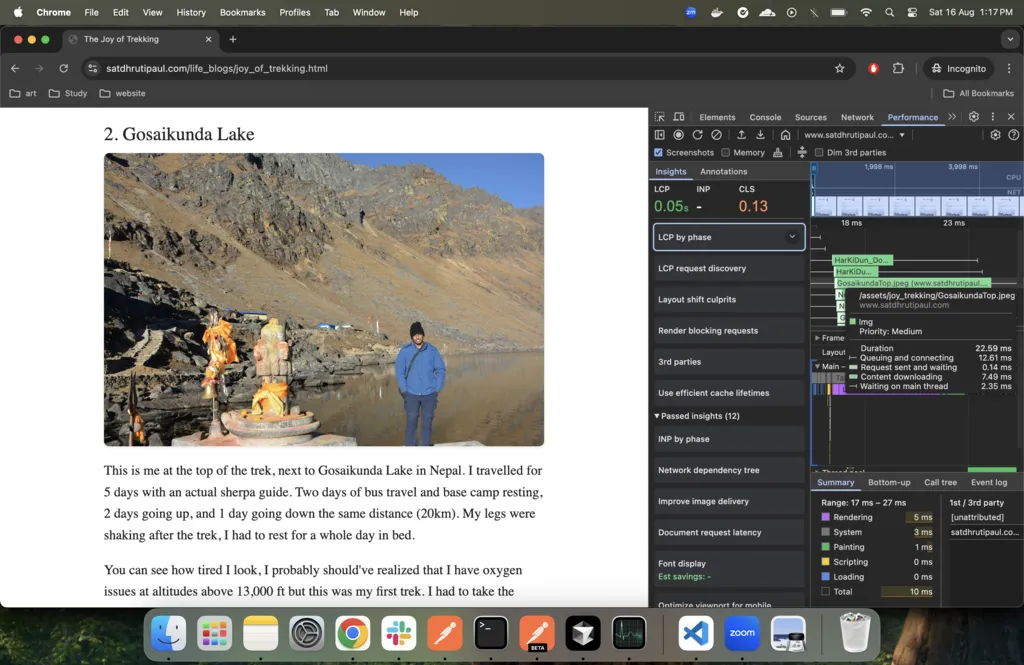 Chrome File Edit View History Bookmarks Profiles Tab Window Help
zm
Sat 16 Aug 1:17 PM
The Joy of Trekking
satdhrutipaul.com/life_blogs/joy_of_trekking.html
Incognito
art Study website
All Bookmarks
2. Gosaikunda Lake
This is me at the top of the trek, next to Gosaikunda Lake in Nepal. I travelled for
5 days with an actual sherpa guide. Two days of bus travel and base camp resting,
2 days going up, and 1 day going down the same distance (20km). My legs were
shaking after the trek, I had to rest for a whole day in bed.
You can see how tired I look, I probably should've realized that I have oxygen
issues at altitudes above 13,000 ft but this was my first trek. I had to take the
Elements Console Sources Network Performance
www.satdhrutipaul.co...
Screenshots Memory Dim 3rd parties
Insights Annotations
LCP INP CLS
0.05s - 0.13
LCP by phase
LCP request discovery
Layout shift culprits
Render blocking requests
3rd parties
Use efficient cache lifetimes
Passed insights (12)
INP by phase
Network dependency tree
Improve image delivery
Document request latency
Font display
Est savings: -
Optimize viewport for mobile
1,998 ms 3,998 ms
CPU
NET
18 ms 23 ms
HarKiDun_Do...
HarKiDu...
GosaikundaTop.jpeg (www.satdhrutipaul....
/assets/joy_trekking/GosaikundaTop.jpeg
www.satdhrutipaul.com
Img
Priority: Medium
Duration 22.59 ms
Queuing and connecting 12.61 ms
Request sent and waiting 0.14 ms
Content downloading 7.49 ms
Waiting on main thread 2.35 ms
Frame
Layou
Main
Summary Bottom-up Call tree Event log
Range: 17 ms – 27 ms
Rendering 5 ms
System 3 ms
Painting 1 ms
Scripting 0 ms
Loading 0 ms
Total 10 ms
1st / 3rd party
[unattributed]
satdhrutipaul.co...
BETA
zoom